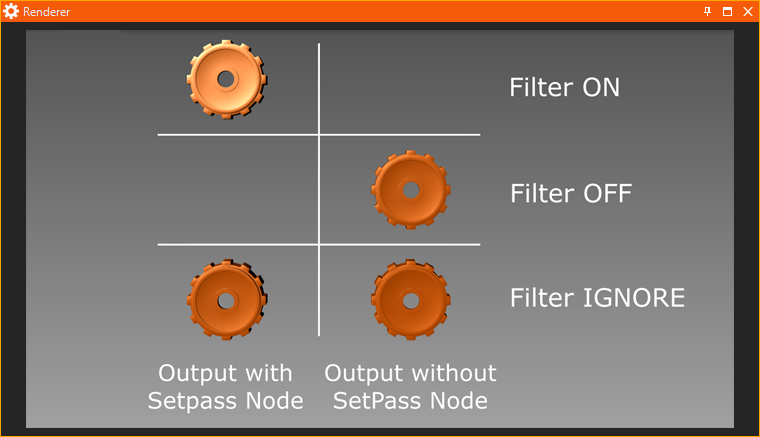 Renderer
Filter ON
Filter OFF
Filter IGNORE
Output with
Setpass Node
Output without
SetPass Node